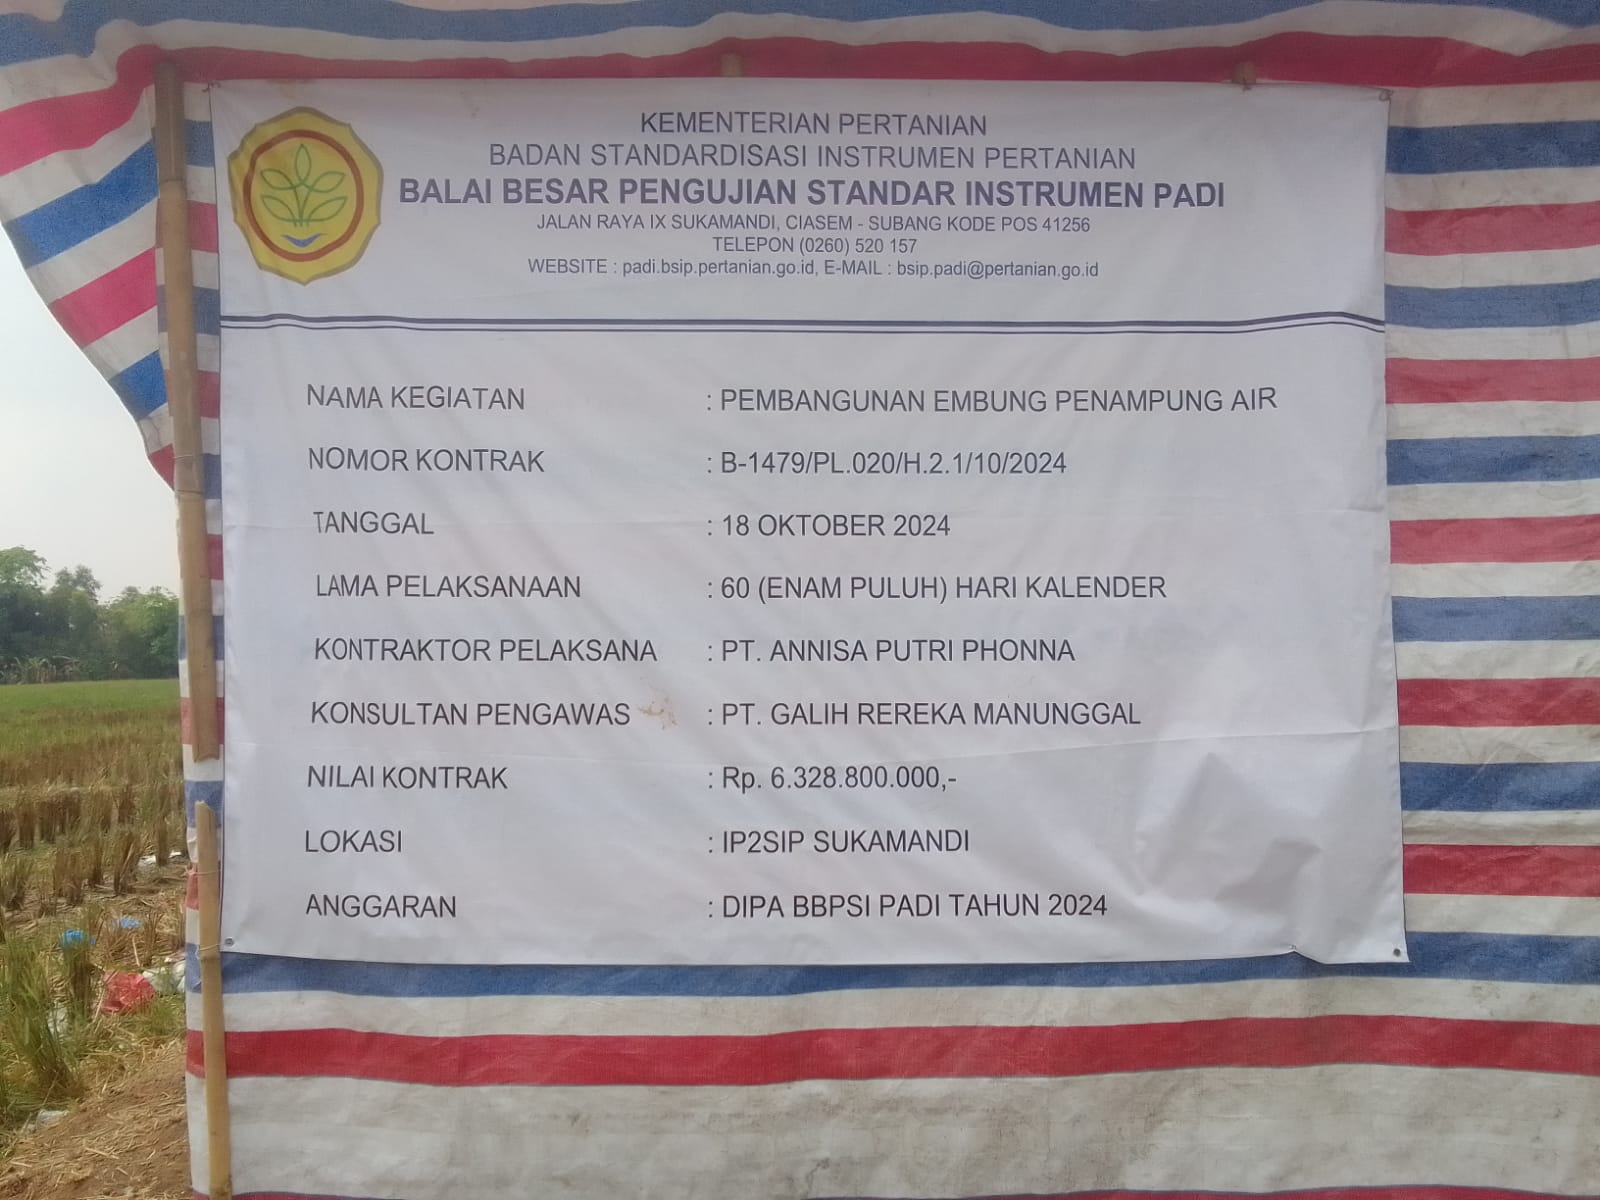 KEMENTERIAN PERTANIAN
BADAN STANDARDISASI INSTRUMEN PERTANIAN
BALAI BESAR PENGUJIAN STANDAR INSTRUMEN PADI
JALAN RAYA IX SUKAMANDI, CIASEM - SUBANG KODE POS 41256
TELEPON (0260) 520 157
WEBSITE : padi.bsip.pertanian.go.id, E-MAIL : bsip.padi@pertanian.go.id
NAMA KEGIATAN : PEMBANGUNAN EMBUNG PENAMPUNG AIR
NOMOR KONTRAK : B-1479/PL.020/H.2.1/10/2024
TANGGAL : 18 OKTOBER 2024
LAMA PELAKSANAAN : 60 (ENAM PULUH) HARI KALENDER
KONTRAKTOR PELAKSANA : PT. ANNISA PUTRI PHONNA
KONSULTAN PENGAWAS : PT. GALIH REREKA MANUNGGAL
NILAI KONTRAK : Rp. 6.328.800.000,-
LOKASI : IP2SIP SUKAMANDI
ANGGARAN : DIPA BBPSI PADI TAHUN 2024